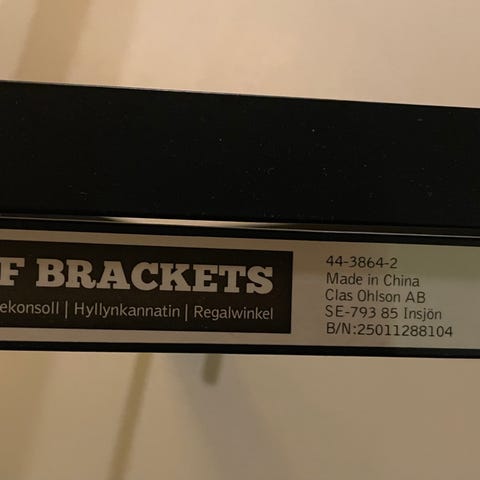 F BRACKETS
ekonsoll | Hyllynkannatin | Regalwinkel
44-3864-2
Made in China
Clas Ohlson AB
SE-793 85 Insjön
B/N:25011288104